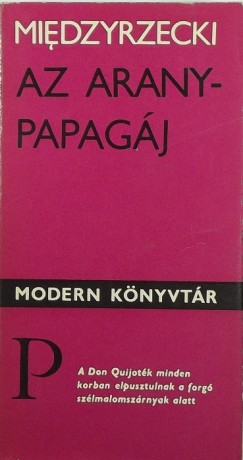 MIĘDZYRZECKI
AZ ARANY-
PAPAGÁJ
MODERN KÖNYVTÁR
P
A Don Quijoték minden
korban elpusztulnak a forgó
szélmalomszárnyak alatt